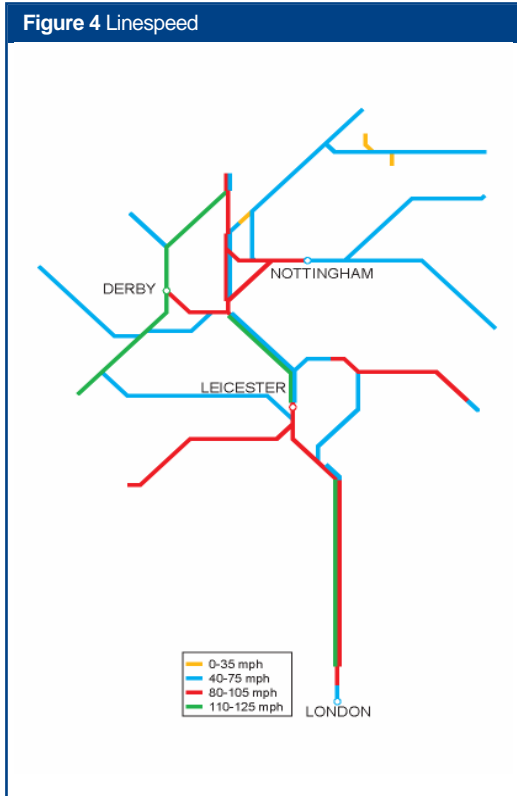 Figure 4 Linespeed
NOTTINGHAM
DERBY
LEICESTER
0-35 mph
40-75 mph
80-105 mph
110-125 mph
LONDON